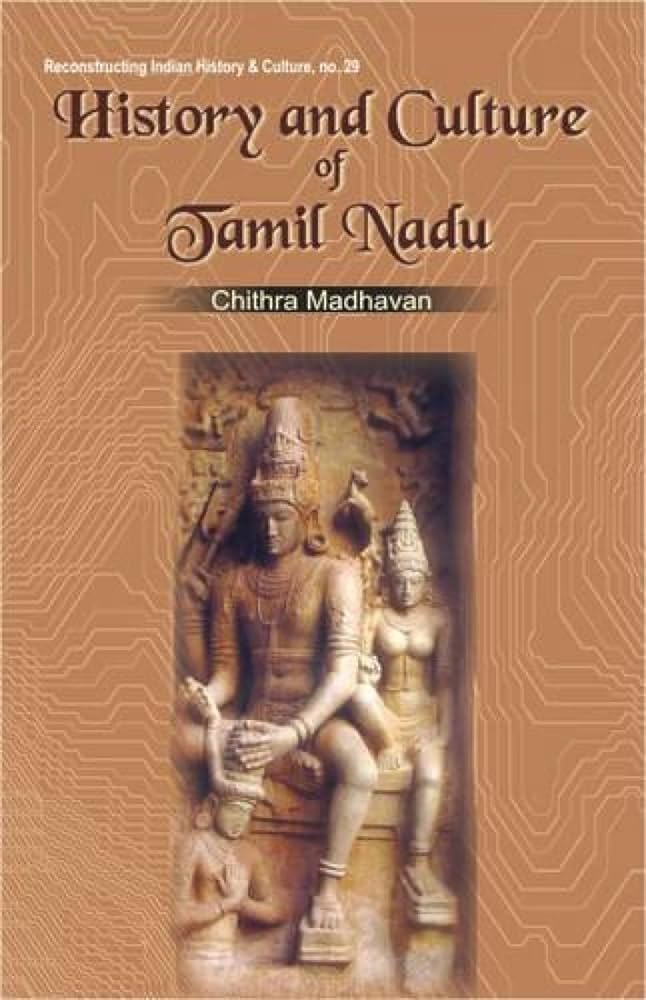 Reconstructing Indian History & Culture, no. 29
History and Culture
of
Tamil Nadu
Chithra Madhavan